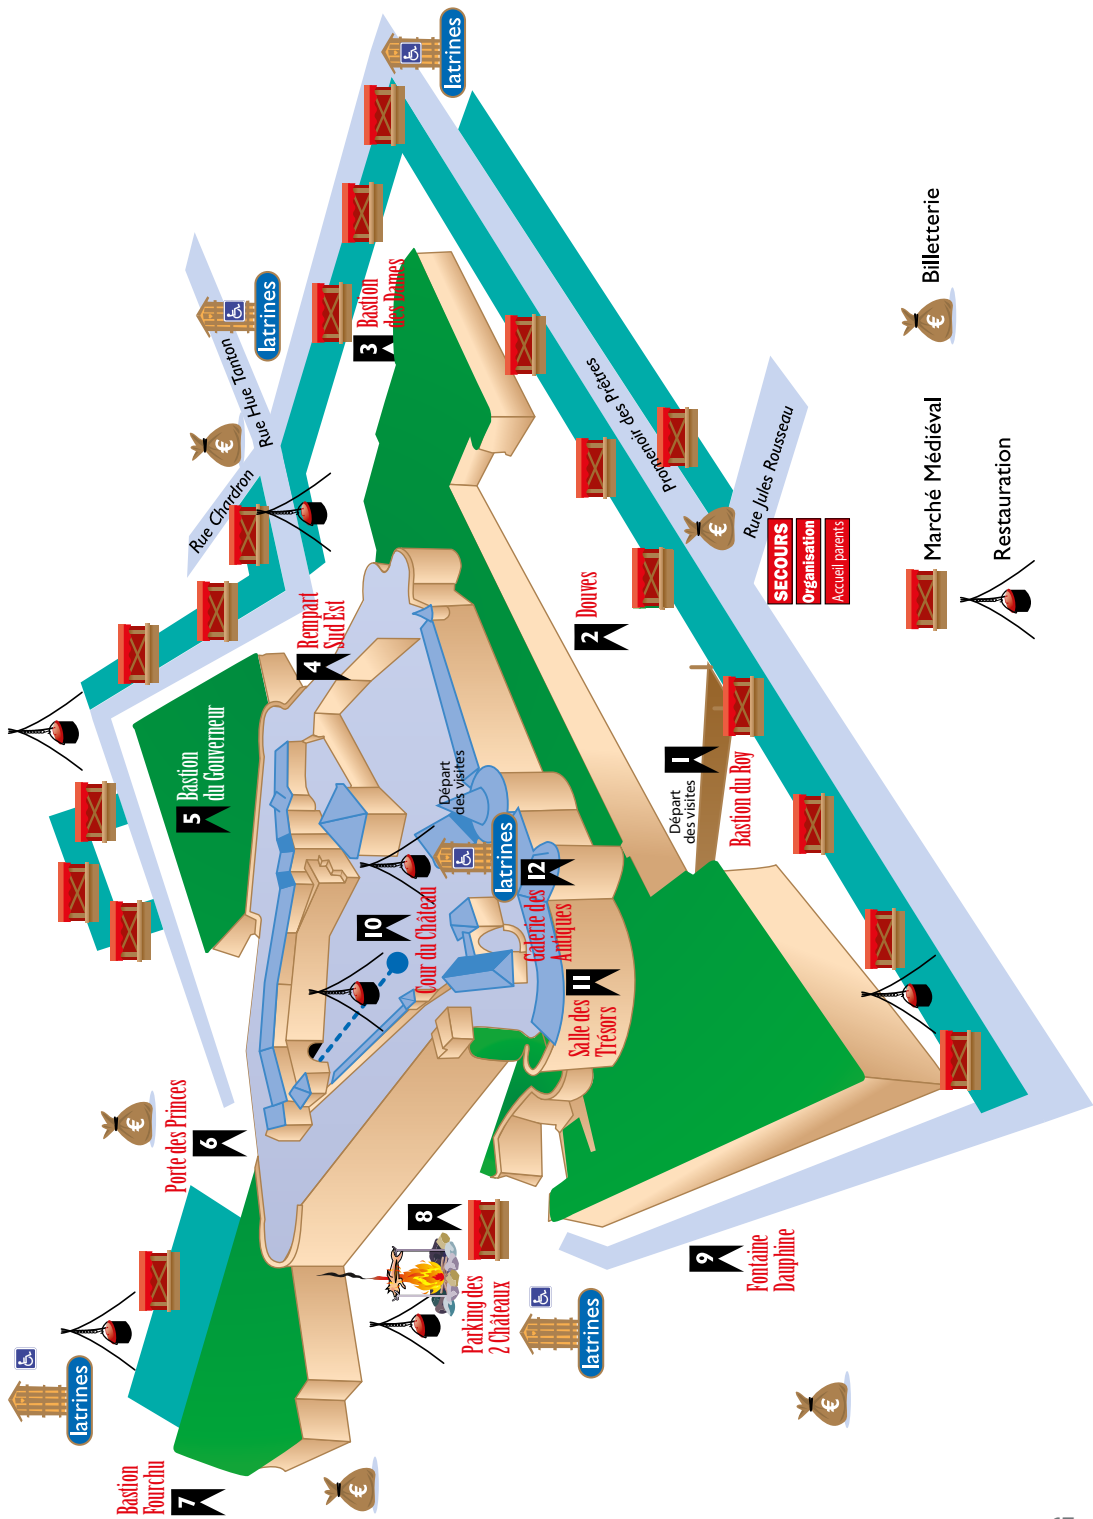 7
Bastion
Fourchu
latrines
€
6
Porte des Princes
€
5
Bastion
du Gouverneur
4
Rempart
Sud Est
Rue Chardron
€
Rue Hue Tanton
latrines
3
Bastion
des Dames
latrines
8
Parking des
2 Châteaux
latrines
10
Cour du Château
Départ
des visites
latrines
12
Galerie des
Antiques
11
Salle des
Trésors
2
Douves
Promenoir des Prêtres
9
Fontaine
Dauphine
Départ
des visites
1
Bastion du Roy
€
Rue Jules Rousseau
SECOURS
Organisation
Accueil parents
€
€
Billetterie
Marché Médiéval
Restauration